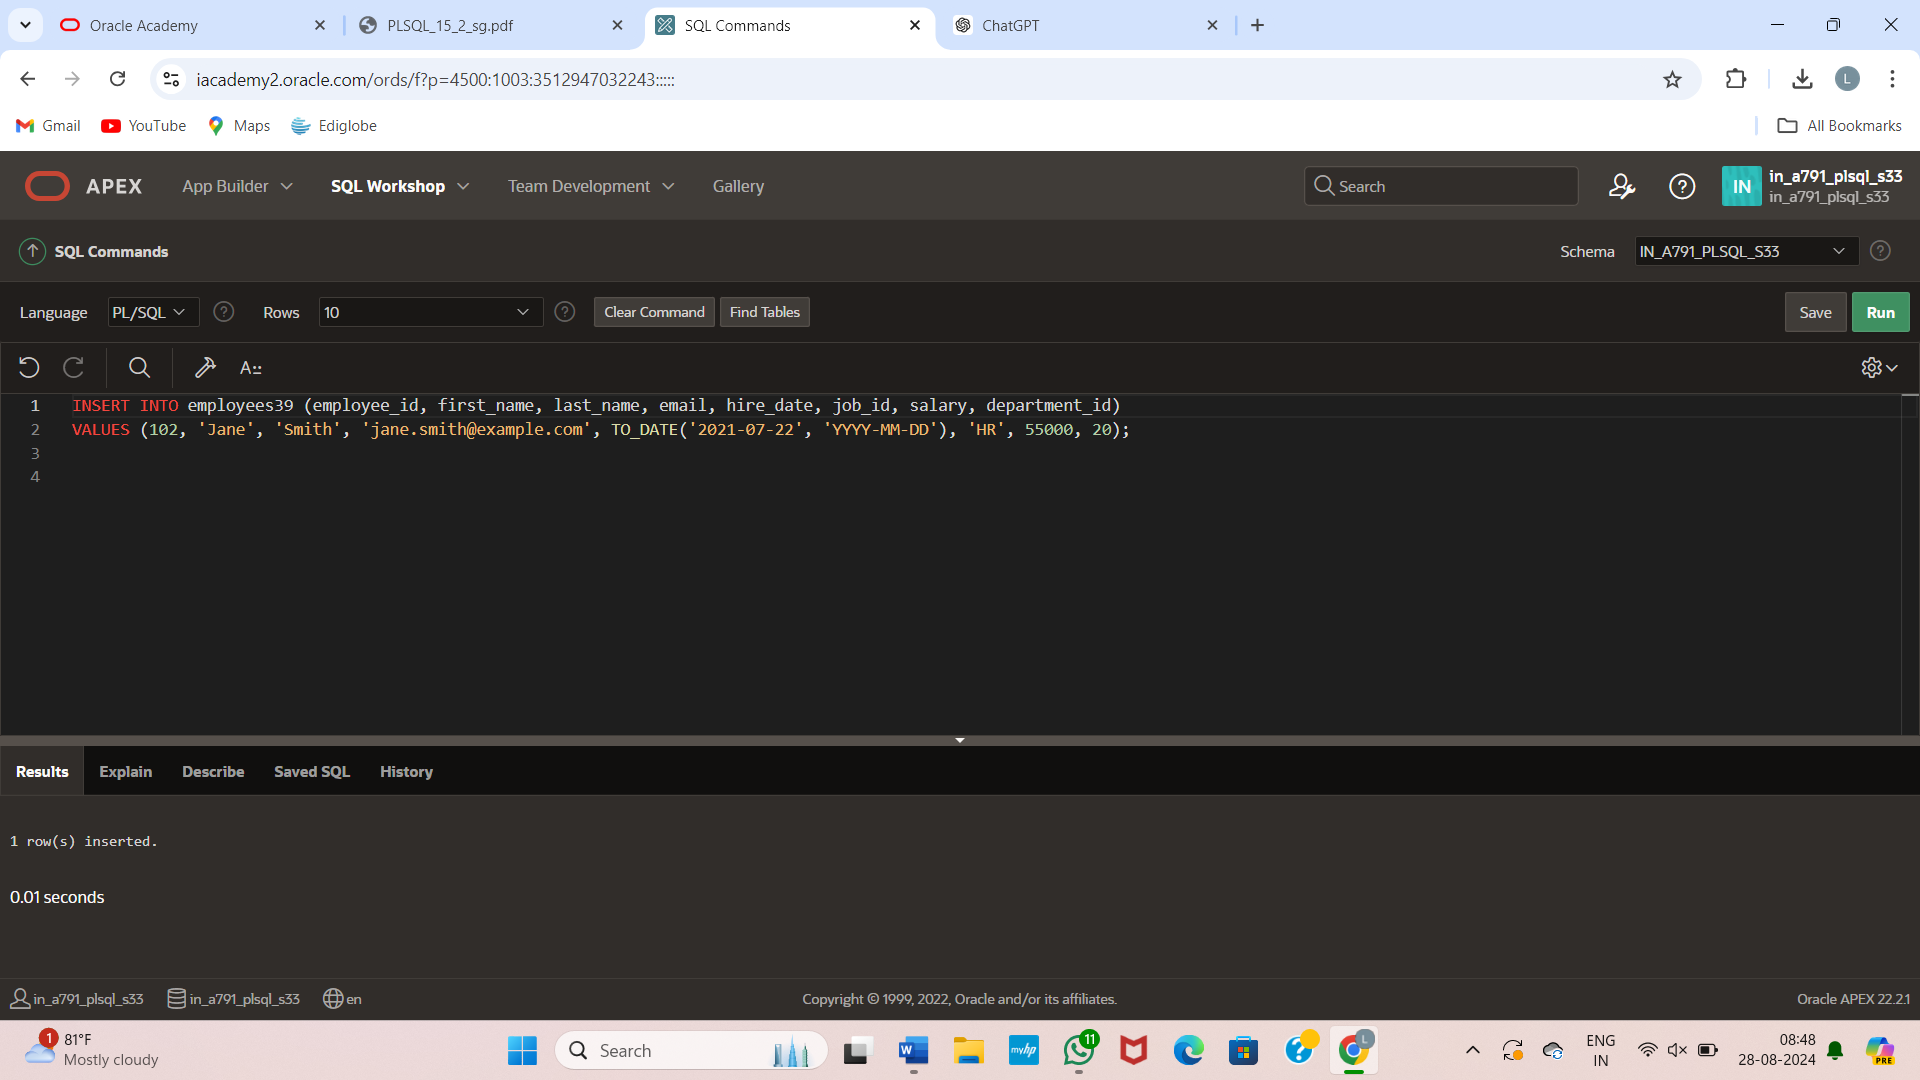 Oracle Academy
PLSQL_15_2_sg.pdf
SQL Commands
ChatGPT
iacademy2.oracle.com/ords/f?p=4500:1003:3512947032243:::::
L
Gmail
YouTube
Maps
Ediglobe
All Bookmarks
APEX
App Builder
SQL Workshop
Team Development
Gallery
Search
IN
in_a791_plsql_s33
in_a791_plsql_s33
SQL Commands
Schema
IN_A791_PLSQL_S33
Language
PL/SQL
Rows
10
Clear Command
Find Tables
Save
Run
A::
1 INSERT INTO employees39 (employee_id, first_name, last_name, email, hire_date, job_id, salary, department_id)
2 VALUES (102, 'Jane', 'Smith', 'jane.smith@example.com', TO_DATE('2021-07-22', 'YYYY-MM-DD'), 'HR', 55000, 20);
3
4
Results
Explain
Describe
Saved SQL
History
1 row(s) inserted.
0.01 seconds
in_a791_plsql_s33
in_a791_plsql_s33
en
Copyright © 1999, 2022, Oracle and/or its affiliates.
Oracle APEX 22.2.1
1
81°F
Mostly cloudy
Search
W
myhp
11
L
ENG
IN
08:48
28-08-2024
PRE